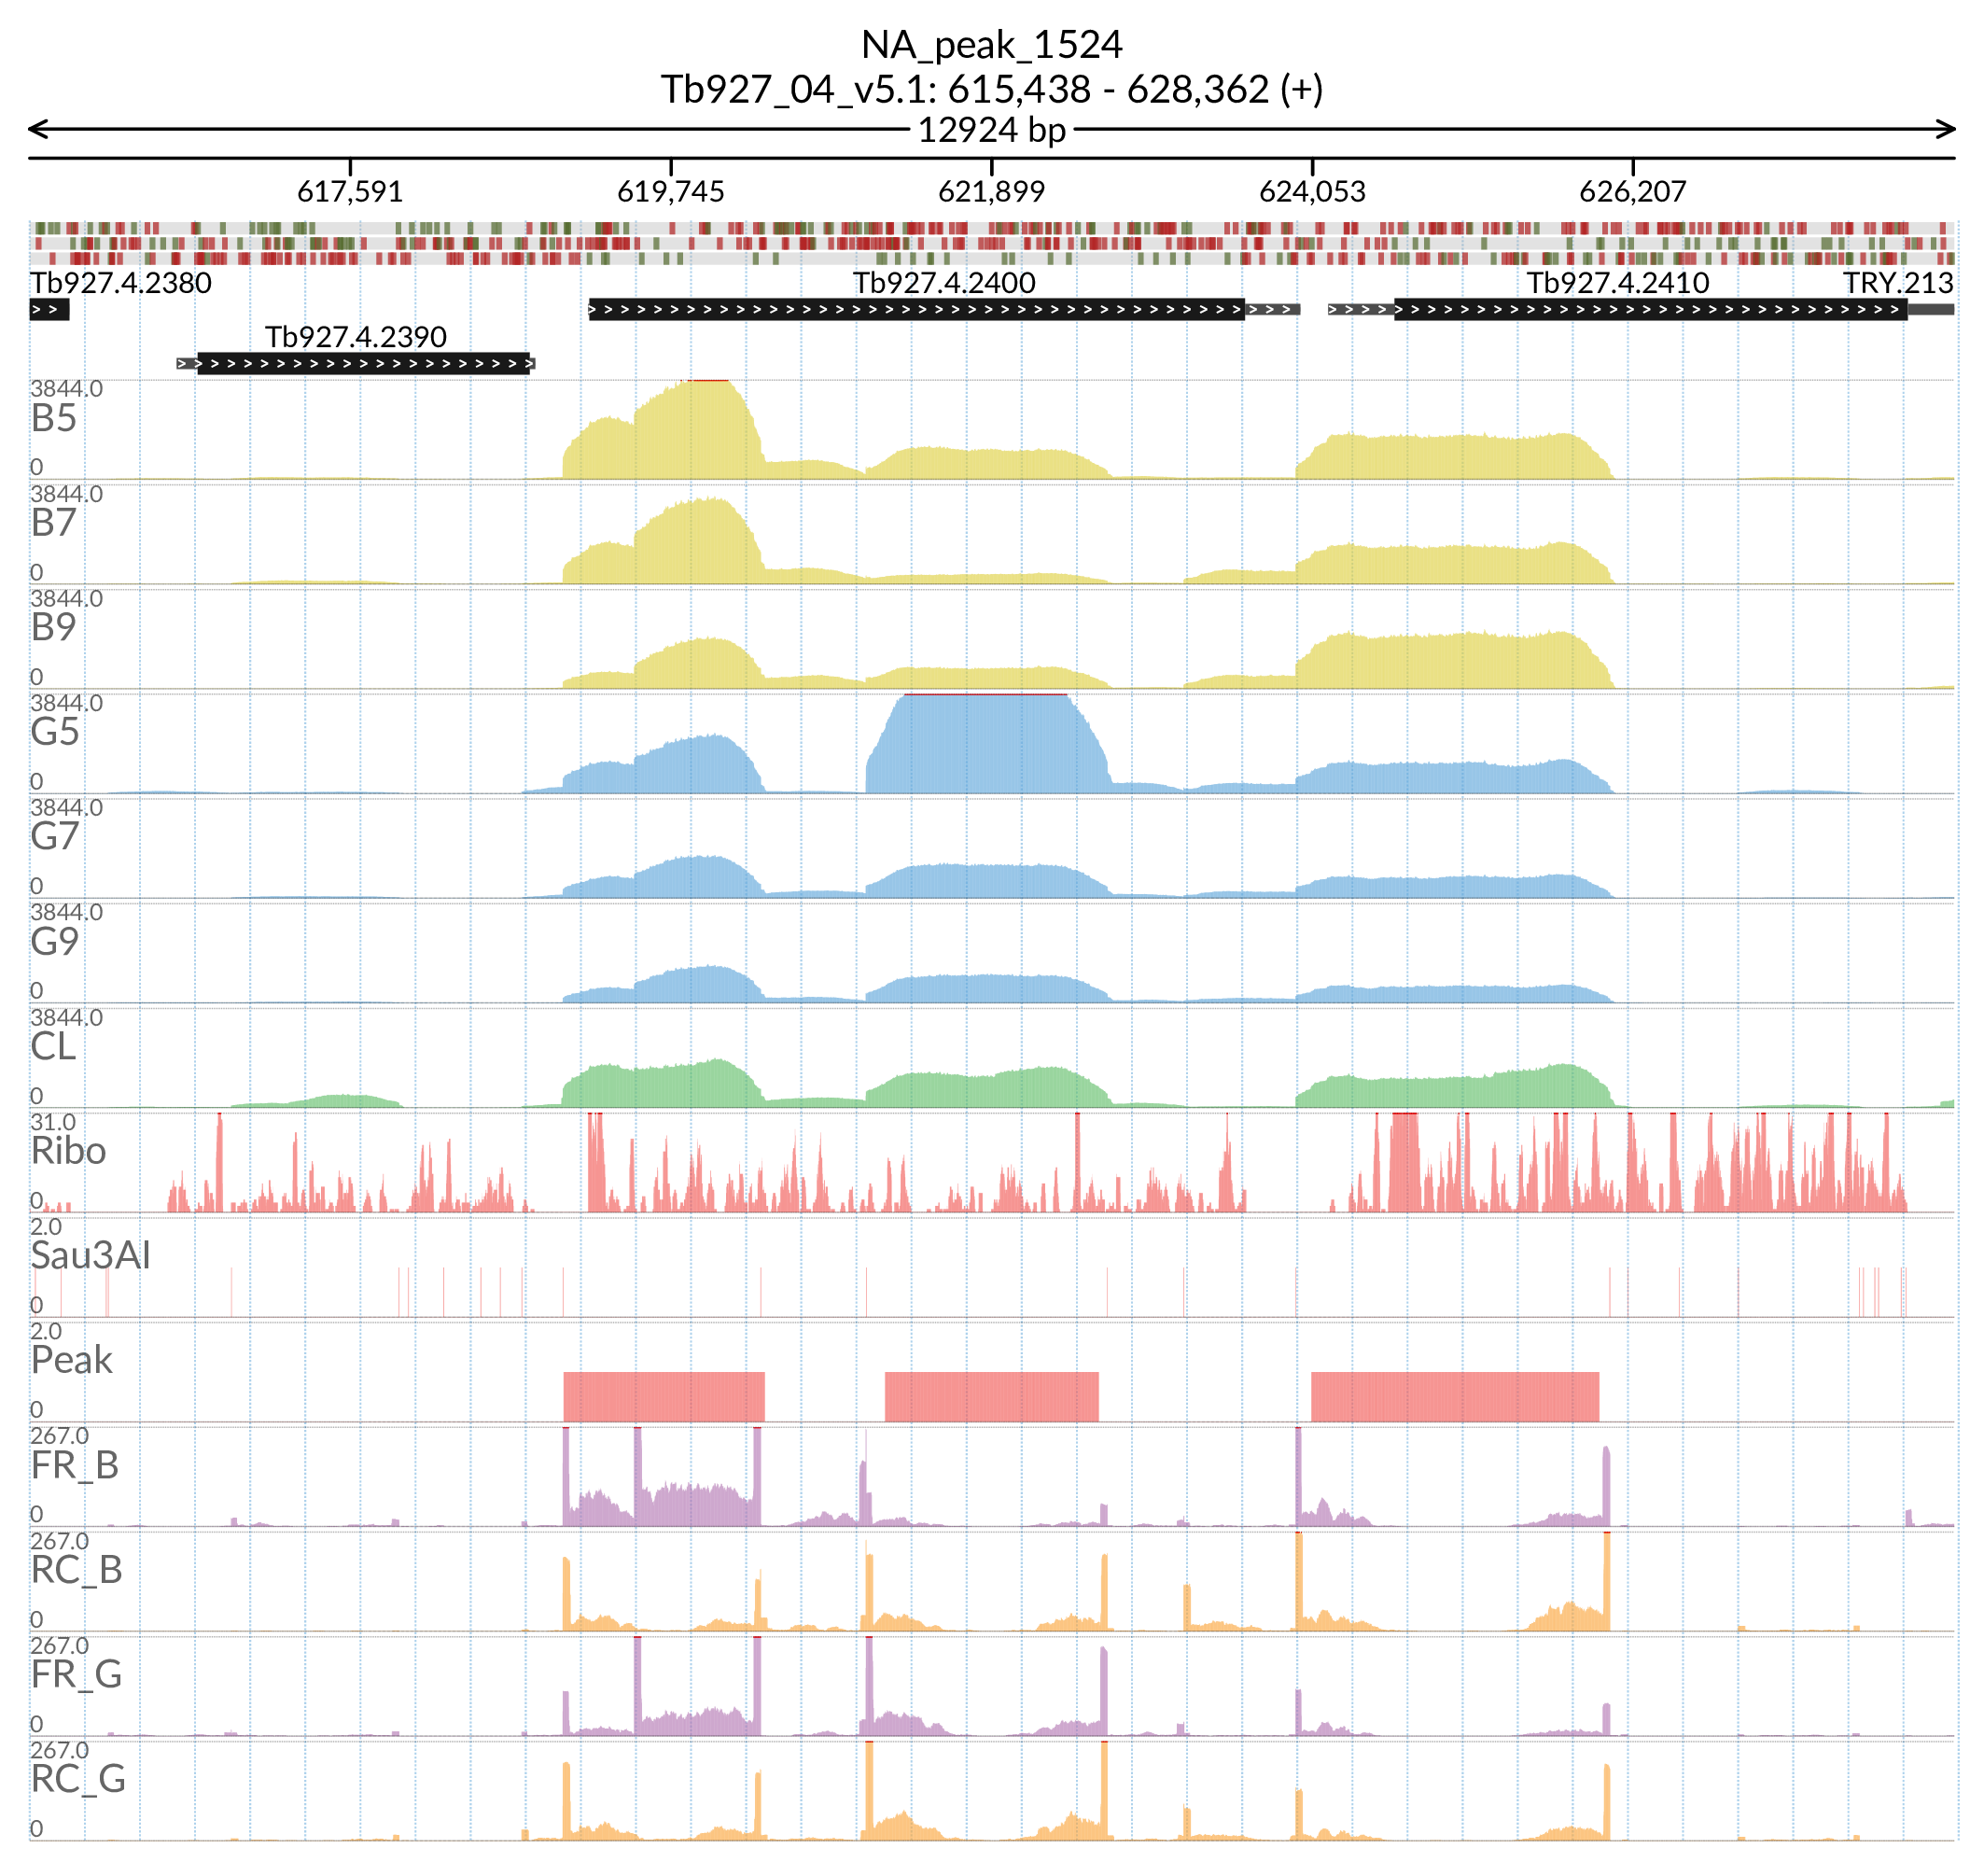 NA_peak_1524
Tb927_04_v5.1: 615,438 - 628,362 (+)
12924 bp
617,591 619,745 621,899 624,053 626,207
Tb927.4.2380 Tb927.4.2400 Tb927.4.2410 TRY.213
Tb927.4.2390
3844.0
B5
0
3844.0
B7
0
3844.0
B9
0
3844.0
G5
0
3844.0
G7
0
3844.0
G9
0
3844.0
CL
0
31.0
Ribo
0
2.0
Sau3AI
0
2.0
Peak
0
267.0
FR_B
0
267.0
RC_B
0
267.0
FR_G
0
267.0
RC_G
0